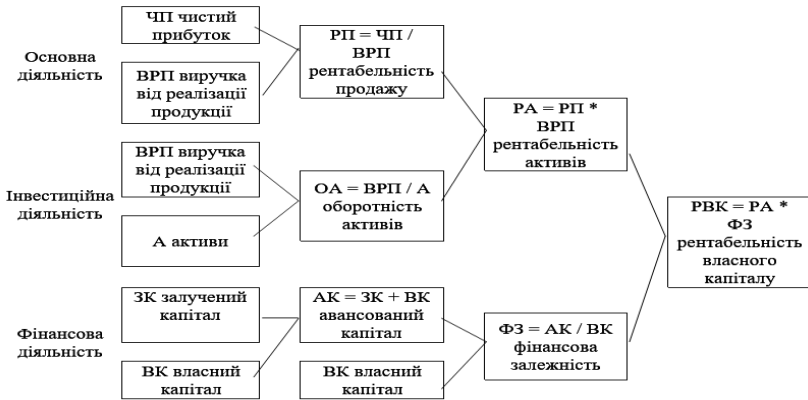 ЧП чистий
прибуток
Основна
діяльність
ВРП виручка
від реалізації
продукції
РП = ЧП /
ВРП
рентабельність
продажу
Інвестиційна
діяльність
ВРП виручка
від реалізації
продукції
А активи
ОА = ВРП / А
оборотність
активів
РА = РП *
ВРП
рентабельність
активів
Фінансова
діяльність
ЗК залучений
капітал
ВК власний
капітал
АК = ЗК + ВК
авансований
капітал
ВК власний
капітал
ФЗ = АК / ВК
фінансова
залежність
РВК = РА *
ФЗ
рентабельність
власного
капіталу